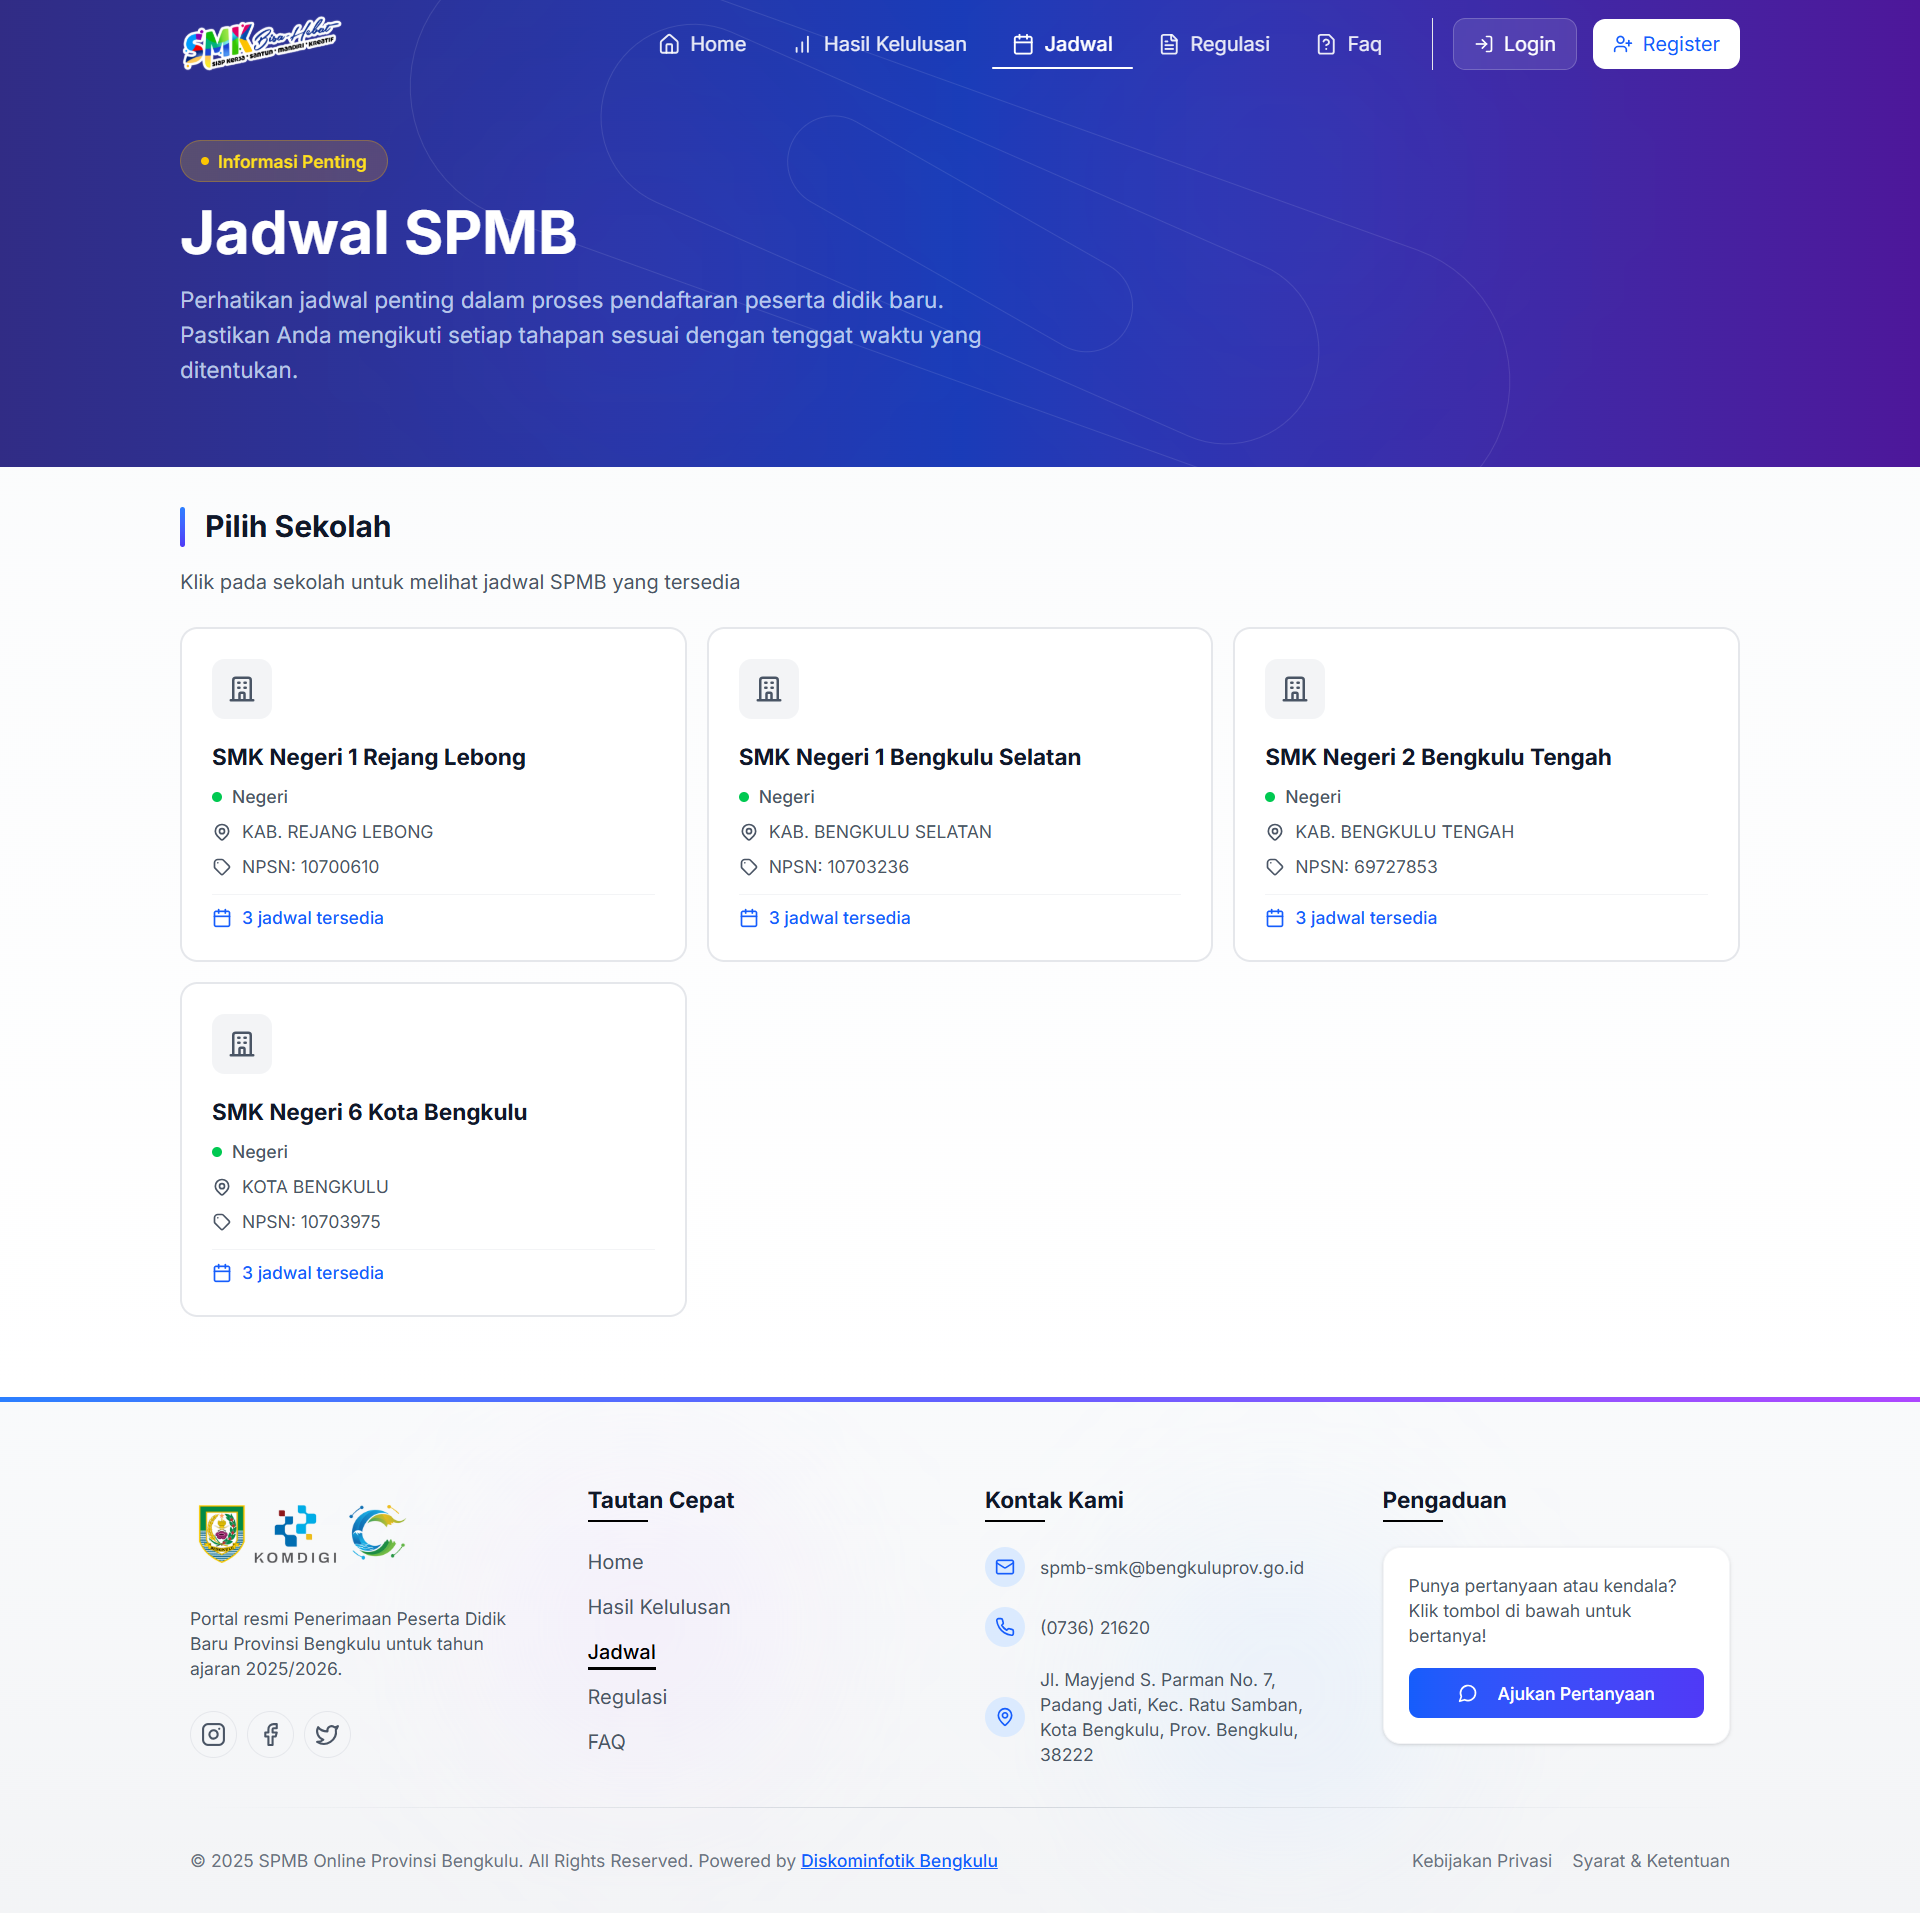 SMK Bisa-Hebat
SIAP KERJA • SANTUN • MANDIRI • KREATIF
Home
Hasil Kelulusan
Jadwal
Regulasi
Faq
Login
Register
Informasi Penting
Jadwal SPMB
Perhatikan jadwal penting dalam proses pendaftaran peserta didik baru.
Pastikan Anda mengikuti setiap tahapan sesuai dengan tenggat waktu yang
ditentukan.
Pilih Sekolah
Klik pada sekolah untuk melihat jadwal SPMB yang tersedia
SMK Negeri 1 Rejang Lebong
Negeri
KAB. REJANG LEBONG
NPSN: 10700610
3 jadwal tersedia
SMK Negeri 1 Bengkulu Selatan
Negeri
KAB. BENGKULU SELATAN
NPSN: 10703236
3 jadwal tersedia
SMK Negeri 2 Bengkulu Tengah
Negeri
KAB. BENGKULU TENGAH
NPSN: 69727853
3 jadwal tersedia
SMK Negeri 6 Kota Bengkulu
Negeri
KOTA BENGKULU
NPSN: 10703975
3 jadwal tersedia
KOMDIGI
Portal resmi Penerimaan Peserta Didik
Baru Provinsi Bengkulu untuk tahun
ajaran 2025/2026.
Tautan Cepat
Home
Hasil Kelulusan
Jadwal
Regulasi
FAQ
Kontak Kami
spmb-smk@bengkuluprov.go.id
(0736) 21620
Jl. Mayjend S. Parman No. 7,
Padang Jati, Kec. Ratu Samban,
Kota Bengkulu, Prov. Bengkulu,
38222
Pengaduan
Punya pertanyaan atau kendala?
Klik tombol di bawah untuk
bertanya!
Ajukan Pertanyaan
© 2025 SPMB Online Provinsi Bengkulu. All Rights Reserved. Powered by Diskominfotik Bengkulu
Kebijakan Privasi
Syarat & Ketentuan